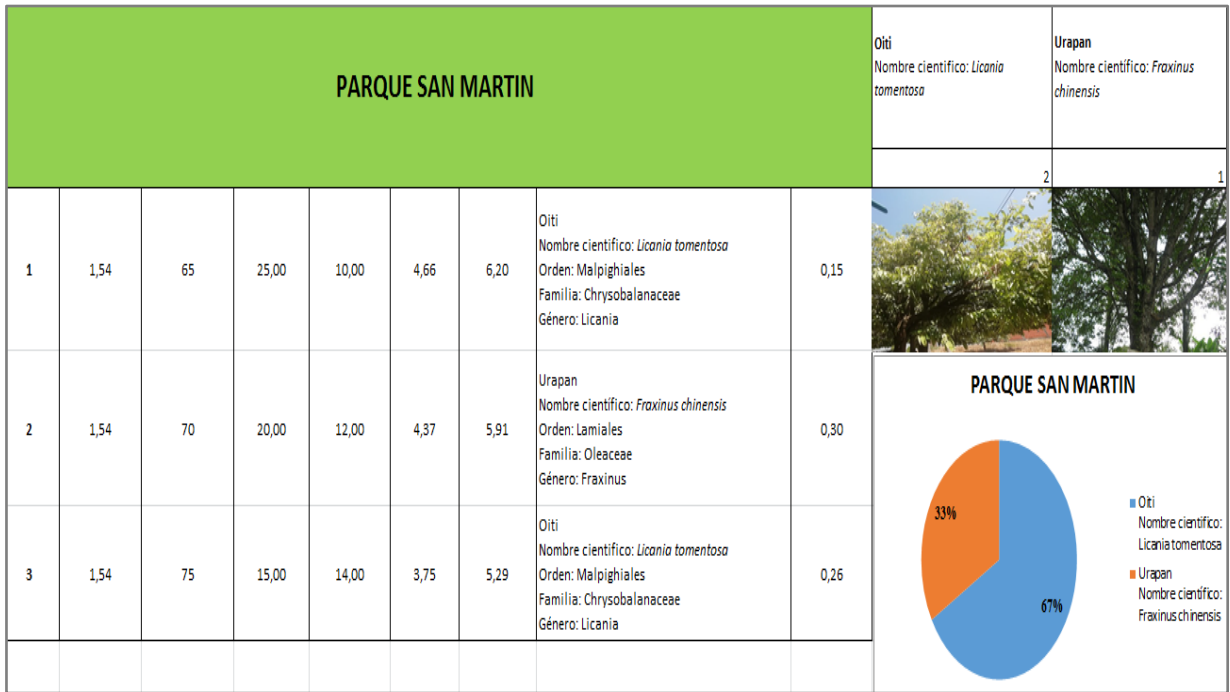 PARQUE SAN MARTIN
Oiti
Nombre cientifico: Licania
tomentosa
Urapan
Nombre científico: Fraxinus
chinensis
2
1
1
1,54
65
25,00
10,00
4,66
6,20
Oiti
Nombre cientifico: Licania tomentosa
Orden: Malpighiales
Familia: Chrysobalanaceae
Género: Licania
0,15
2
1,54
70
20,00
12,00
4,37
5,91
Urapan
Nombre científico: Fraxinus chinensis
Orden: Lamiales
Familia: Oleaceae
Género: Fraxinus
0,30
3
1,54
75
15,00
14,00
3,75
5,29
Oiti
Nombre cientifico: Licania tomentosa
Orden: Malpighiales
Familia: Chrysobalanaceae
Género: Licania
0,26
PARQUE SAN MARTIN
33%
67%
Oiti
Nombre cientifico:
Licania tomentosa
Urapan
Nombre científico:
Fraxinus chinensis